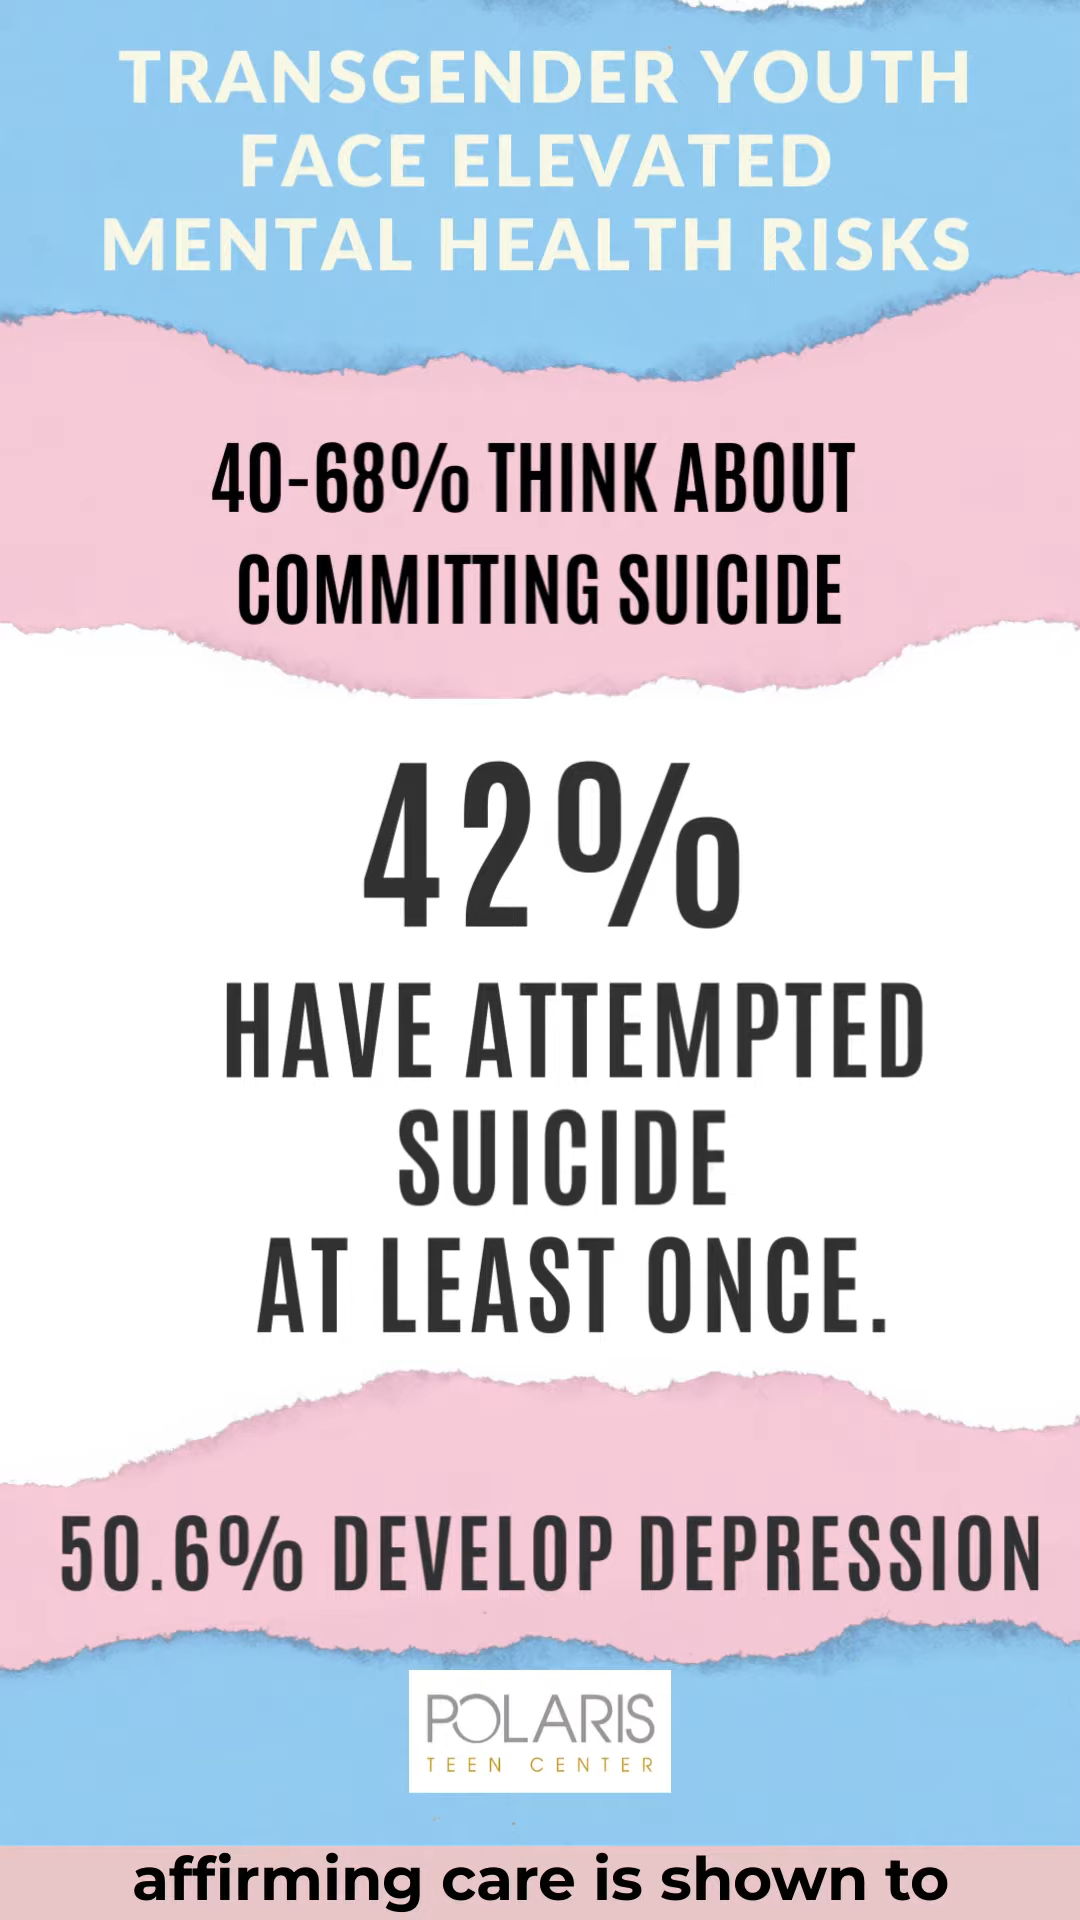 TRANSGENDER YOUTH
FACE ELEVATED
MENTAL HEALTH RISKS
40-68% THINK ABOUT
COMMITTING SUICIDE
42%
HAVE ATTEMPTED
SUICIDE
AT LEAST ONCE.
50.6% DEVELOP DEPRESSION
POLARIS
TEEN CENTER
affirming care is shown to